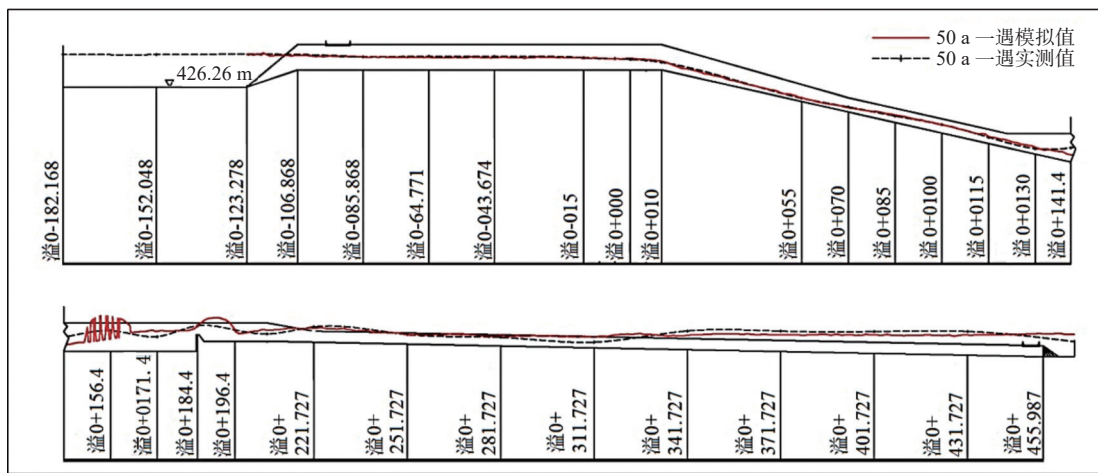 50 a 一遇模拟值
50 a 一遇实测值
426.26 m
溢0-182.168
溢0-152.048
溢0-123.278
溢0-106.868
溢0-085.868
溢0-64.771
溢0-043.674
溢0-015
溢0+000
溢0+010
溢0+055
溢0+070
溢0+085
溢0+0100
溢0+0115
溢0+0130
溢0+141.4
溢0+156.4
溢0+0171. 4
溢0+184.4
溢0+196.4
溢0+
221.727
溢0+
251.727
溢0+
281.727
溢0+
311.727
溢0+
341.727
溢0+
371.727
溢0+
401.727
溢0+
431.727
溢0+
455.987